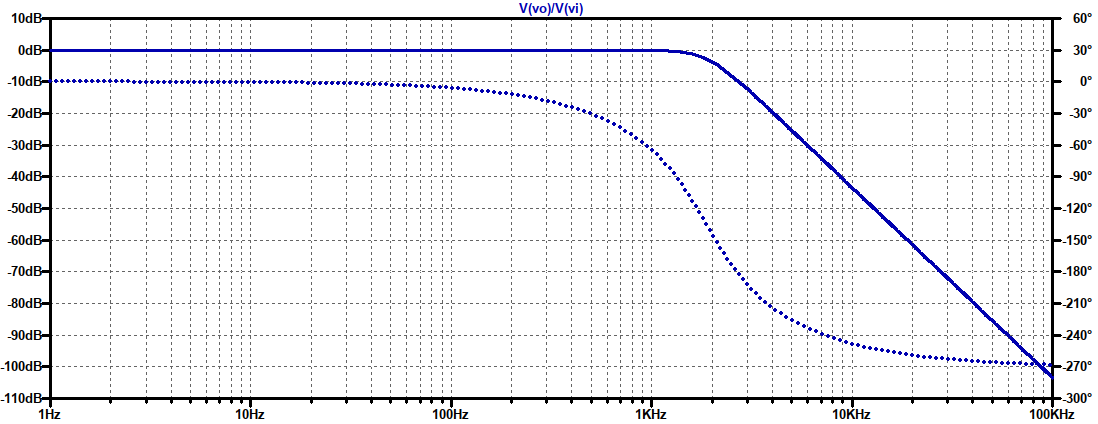 V(vo)/V(vi)
10dB 60°
0dB 30°
-10dB 0°
-20dB -30°
-30dB -60°
-40dB -90°
-50dB -120°
-60dB -150°
-70dB -180°
-80dB -210°
-90dB -240°
-100dB -270°
-110dB -300°
1Hz 10Hz 100Hz 1KHz 10KHz 100KHz